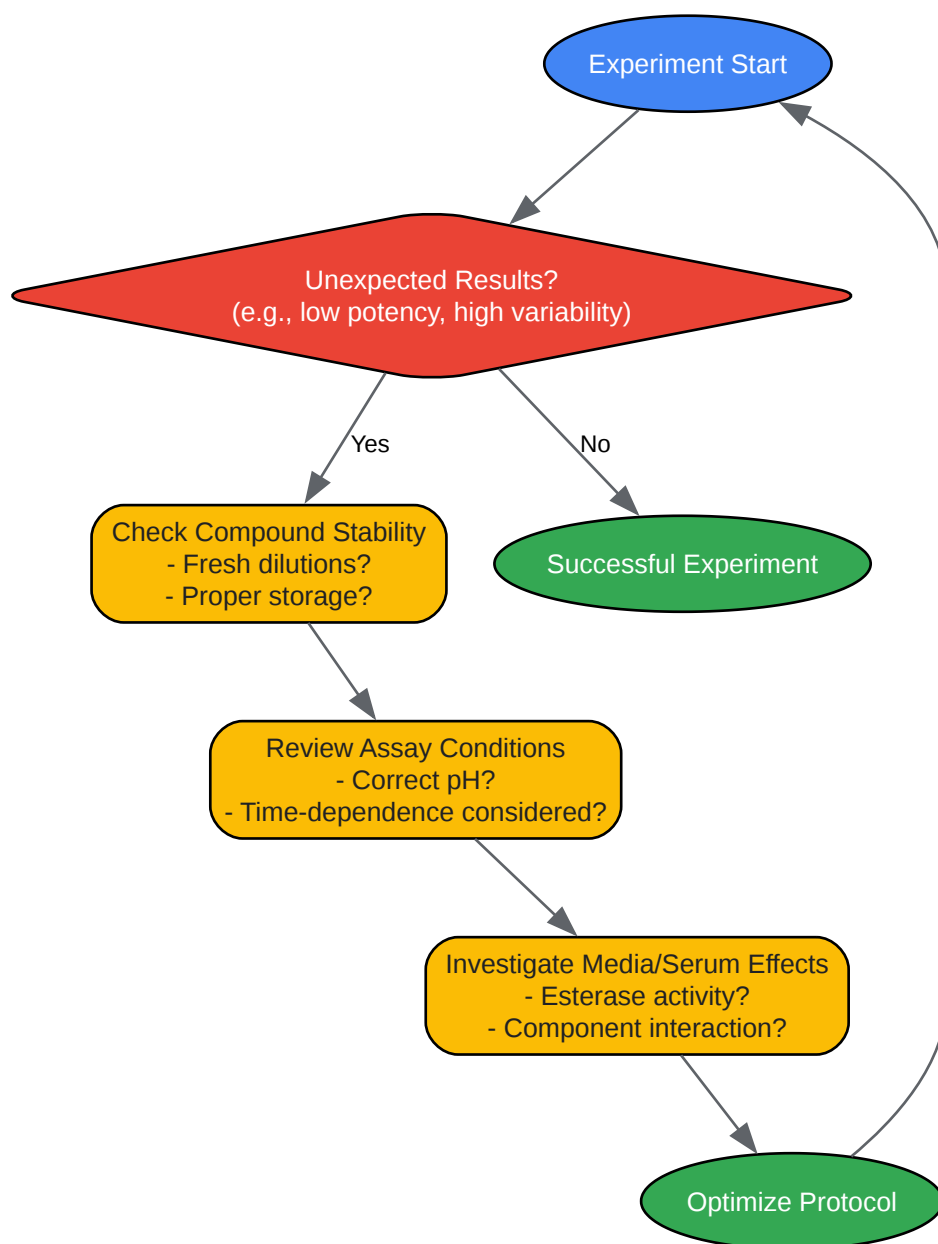 Experiment Start
Unexpected Results?
(e.g., low potency, high variability)
Yes
No
Check Compound Stability
- Fresh dilutions?
- Proper storage?
Successful Experiment
Review Assay Conditions
- Correct pH?
- Time-dependence considered?
Investigate Media/Serum Effects
- Esterase activity?
- Component interaction?
Optimize Protocol